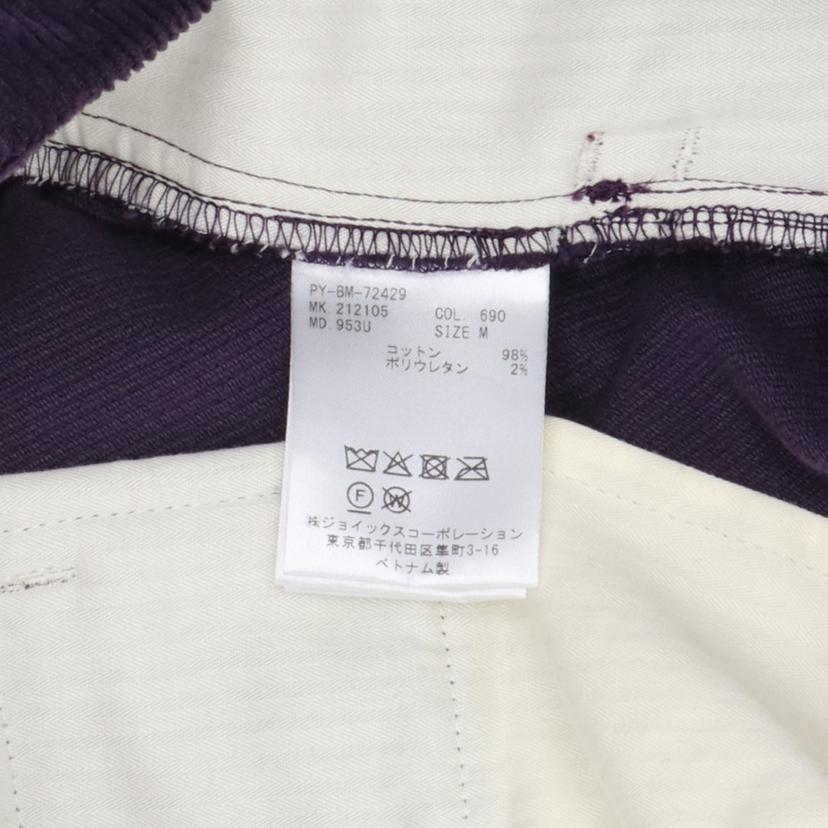 PY-BM-72429
MK. 212105 COL. 690
MD. 953U SIZE M
コットン 98%
ポリウレタン 2%
F W
㈱ジョイックスコーポレーション
東京都千代田区隼町3-16
ベトナム製